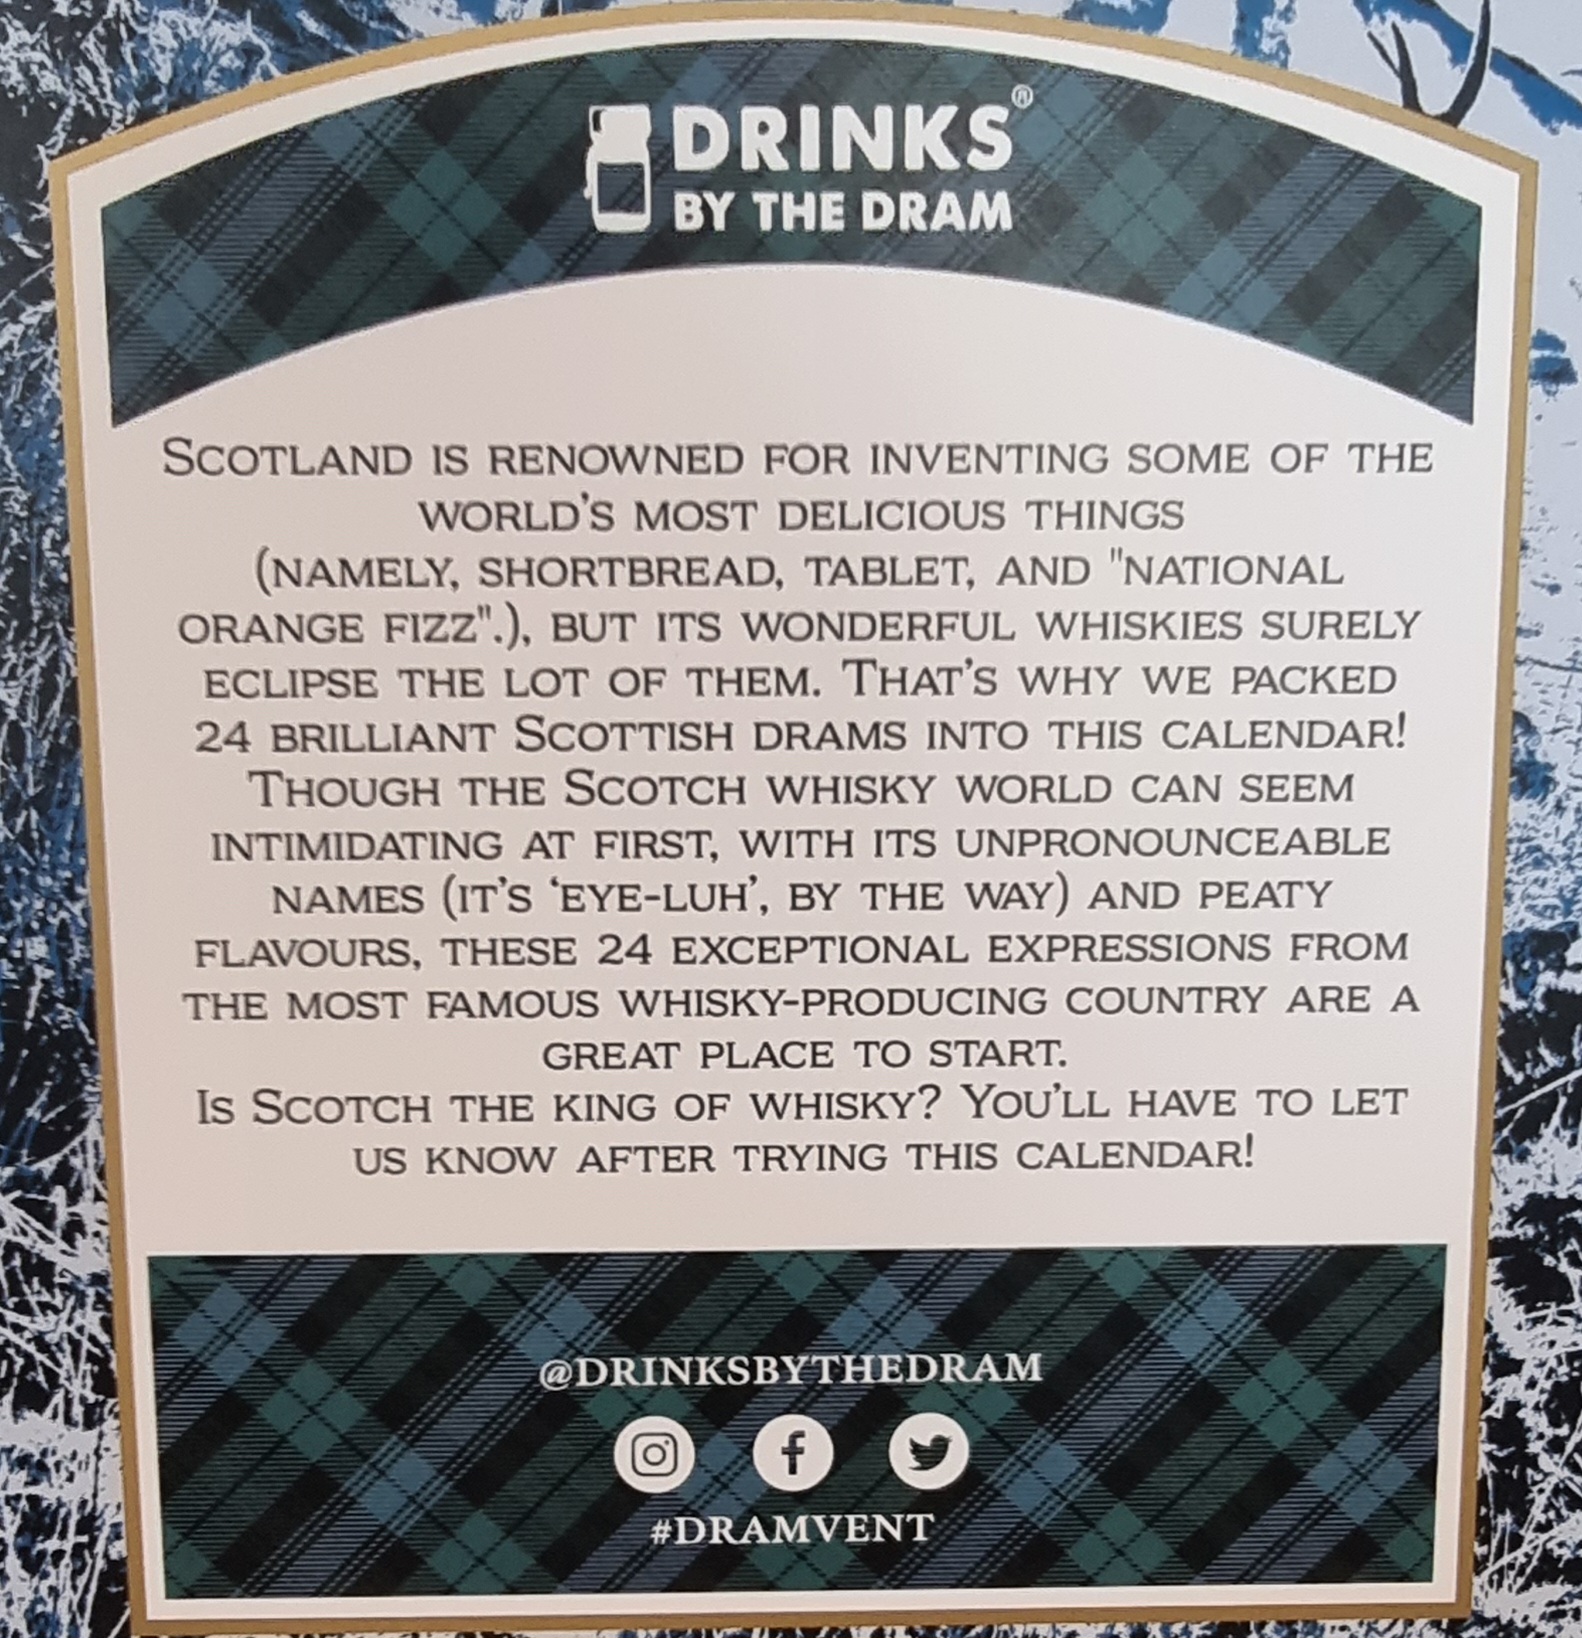 DRINKS®
BY THE DRAM
SCOTLAND IS RENOWNED FOR INVENTING SOME OF THE
WORLD'S MOST DELICIOUS THINGS
(NAMELY, SHORTBREAD, TABLET, AND "NATIONAL
ORANGE FIZZ".), BUT ITS WONDERFUL WHISKIES SURELY
ECLIPSE THE LOT OF THEM. THAT'S WHY WE PACKED
24 BRILLIANT SCOTTISH DRAMS INTO THIS CALENDAR!
THOUGH THE SCOTCH WHISKY WORLD CAN SEEM
INTIMIDATING AT FIRST, WITH ITS UNPRONOUNCEABLE
NAMES (IT'S ‘EYE-LUH’, BY THE WAY) AND PEATY
FLAVOURS, THESE 24 EXCEPTIONAL EXPRESSIONS FROM
THE MOST FAMOUS WHISKY-PRODUCING COUNTRY ARE A
GREAT PLACE TO START.
IS SCOTCH THE KING OF WHISKY? YOU'LL HAVE TO LET
US KNOW AFTER TRYING THIS CALENDAR!
@DRINKSBYTHEDRAM
#DRAMVENT